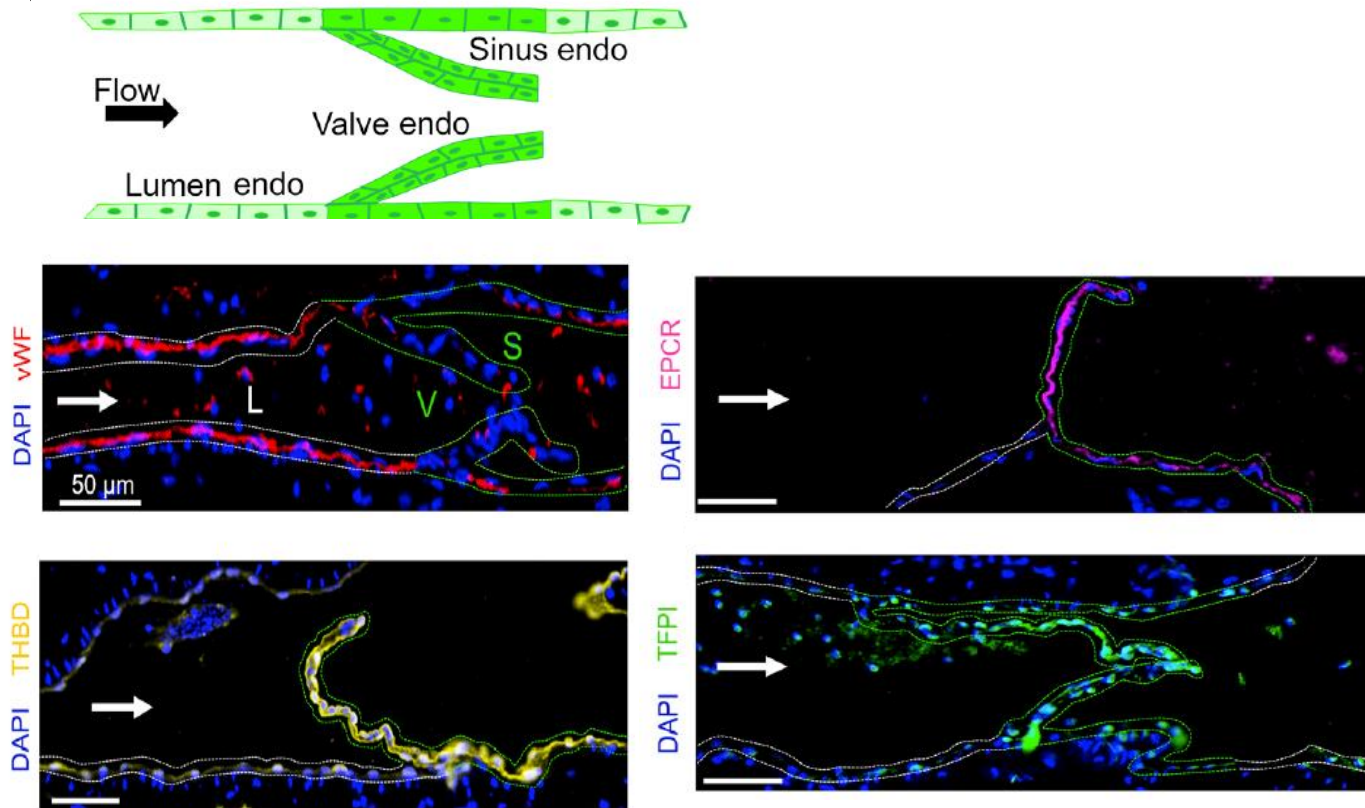 Sinus endo
Flow
Valve endo
Lumen endo
DAPI vWF
L
V
S
50 µm
DAPI EPCR
DAPI THBD
DAPI TFPI